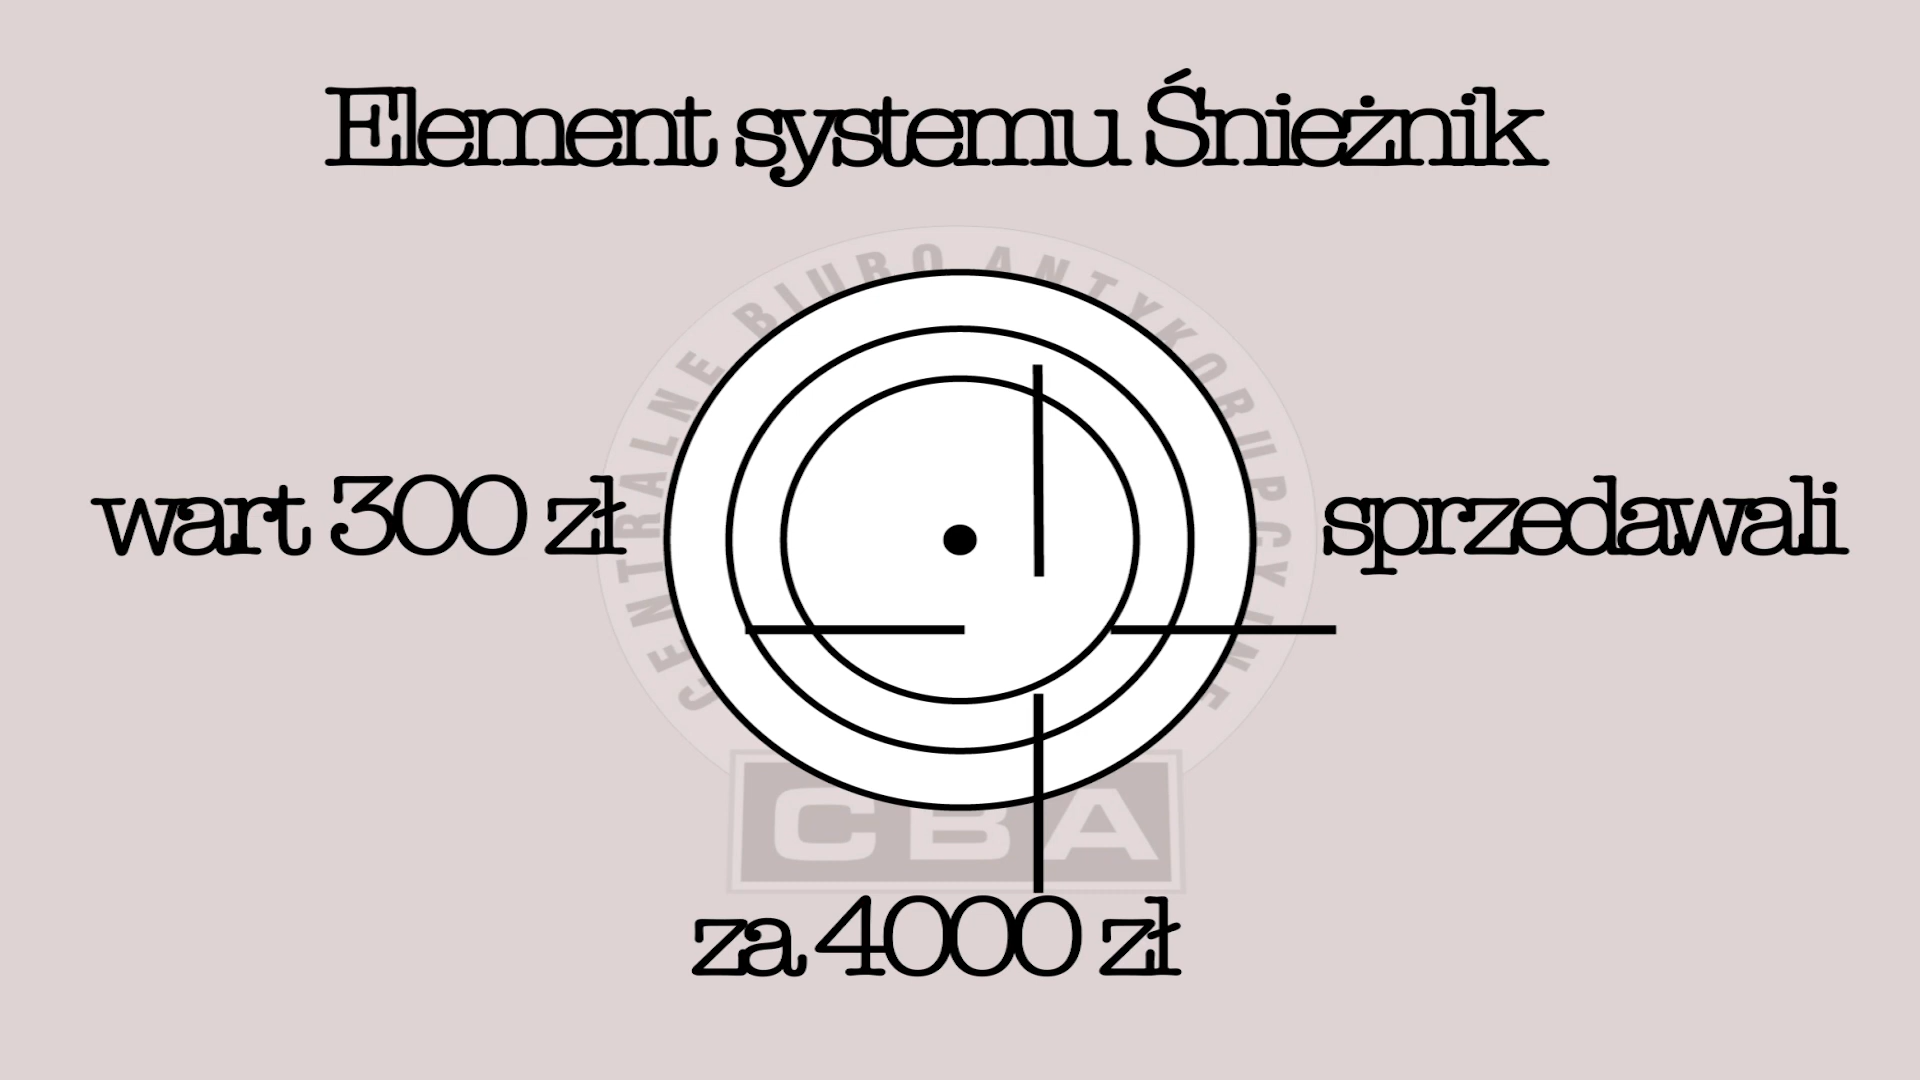 Element systemu Śnieżnik
CENTRALNE BIURO ANTYKORUPCYJNE
wart 300 zł
sprzedawali
CBA
za 4000 zł